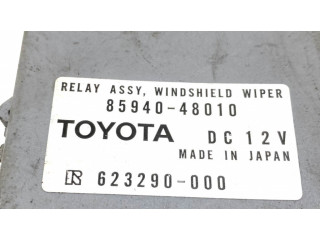 RELAY ASSY, WINDSHIELD WIPER
85940-48010
TOYOTA DC 12V
MADE IN JAPAN
623290-000